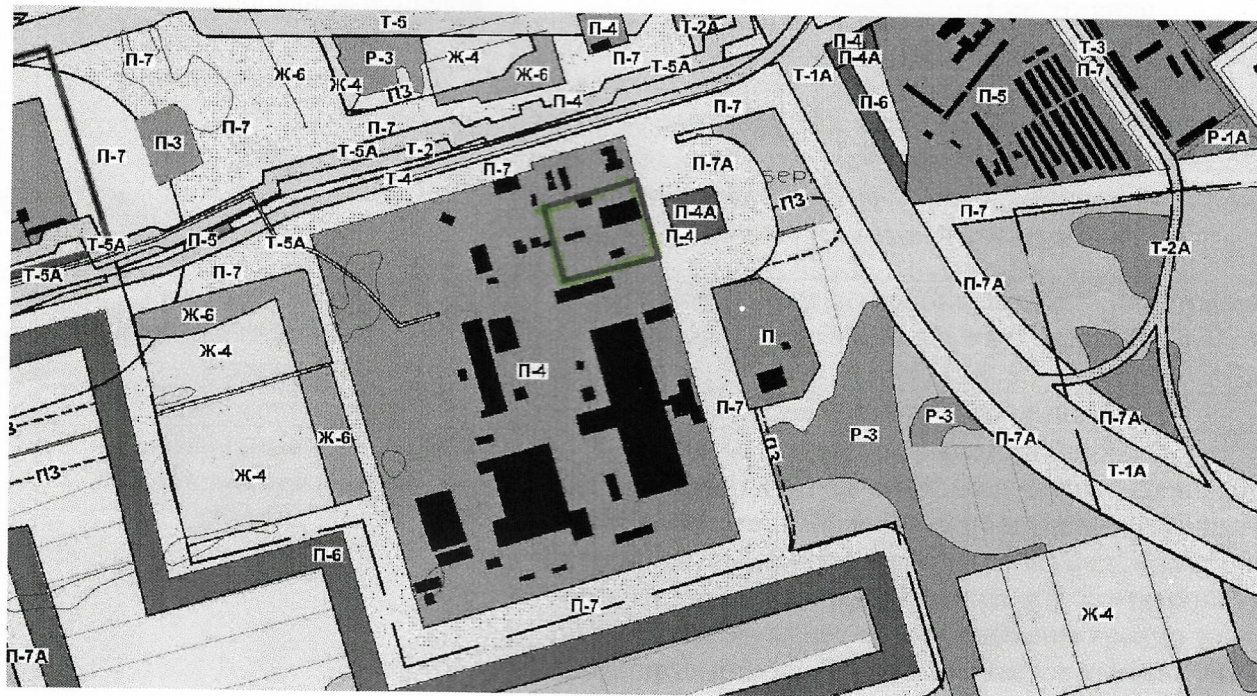 Т-5
П-4
Т-2А
П-4
Т-3
П-7
Р-3
Ж-4
П-7
П-4А
П-7
Ж-6
Ж-4
Ж-6
Т-5А
Т-1А
П-6
П-5
ПЗ
П-4
П-7
П-7
П-3
П-7
Р-1А
П-7
Т-5А
Т-2
П-7
П-7А
Т-4
ПЗ
П-4А
П-7
П-4
Т-5А
П-5
Т-5А
Т-2А
Т-5А
П-7
П-7А
Ж-6
Ж-4
П
П-4
П-7
Р-3
П-7А
П-7А
Ж-6
Р-3
ПЗ
ПЗ
Ж-4
Т-1А
П-6
П-7
Ж-4
П-7А